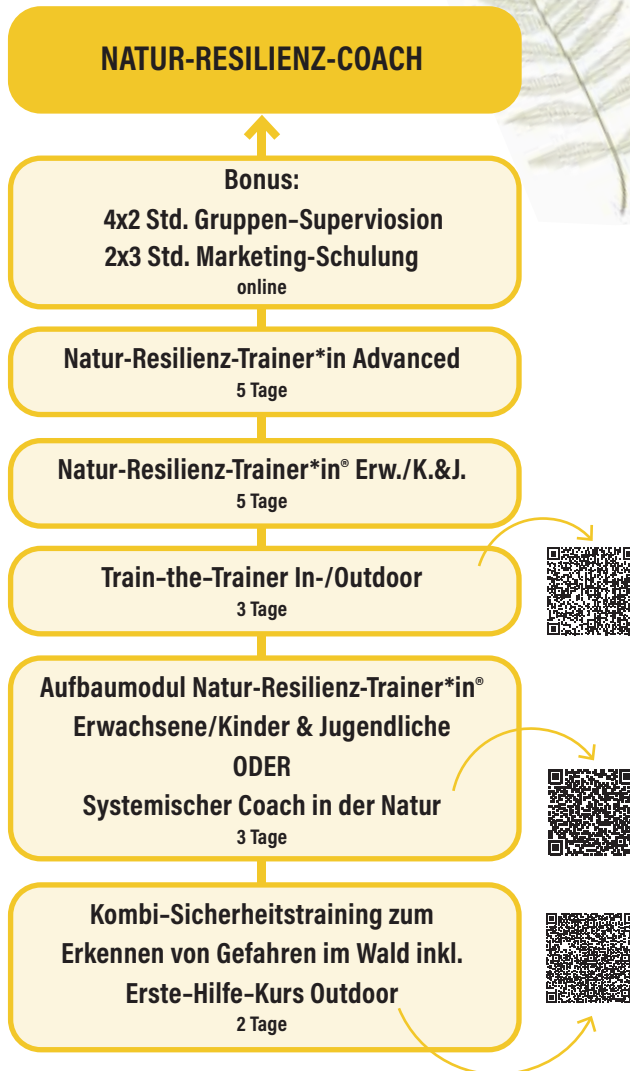 NATUR-RESILIENZ-COACH
Bonus:
4x2 Std. Gruppen-Superviosion
2x3 Std. Marketing-Schulung
online
Natur-Resilienz-Trainer*in Advanced
5 Tage
Natur-Resilienz-Trainer*in® Erw./K.&J.
5 Tage
Train-the-Trainer In-/Outdoor
3 Tage
Aufbaumodul Natur-Resilienz-Trainer*in®
Erwachsene/Kinder & Jugendliche
ODER
Systemischer Coach in der Natur
3 Tage
Kombi-Sicherheitstraining zum
Erkennen von Gefahren im Wald inkl.
Erste-Hilfe-Kurs Outdoor
2 Tage